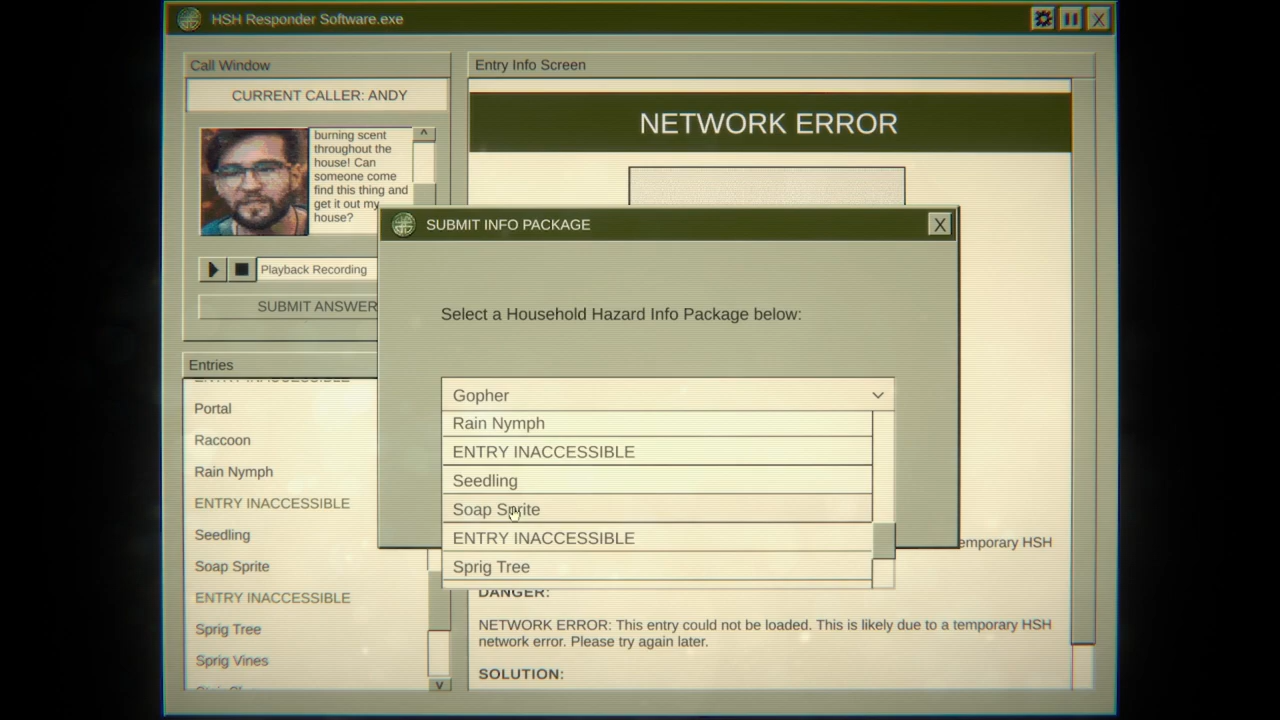 HSH Responder Software.exe
X
Call Window
Entry Info Screen
CURRENT CALLER: ANDY
NETWORK ERROR
burning scent
throughout the
house! Can
someone come
find this thing and
get it out my
house?
SUBMIT INFO PACKAGE
X
Playback Recording
SUBMIT ANSWER
Select a Household Hazard Info Package below:
Entries
ENTRY INACCESSIBLE
Portal
Raccoon
Rain Nymph
ENTRY INACCESSIBLE
Seedling
Soap Sprite
ENTRY INACCESSIBLE
Sprig Tree
Sprig Vines
Gopher
Rain Nymph
ENTRY INACCESSIBLE
Seedling
Soap Sprite
ENTRY INACCESSIBLE
Sprig Tree
temporary HSH
DANGER:
NETWORK ERROR: This entry could not be loaded. This is likely due to a temporary HSH
network error. Please try again later.
SOLUTION: